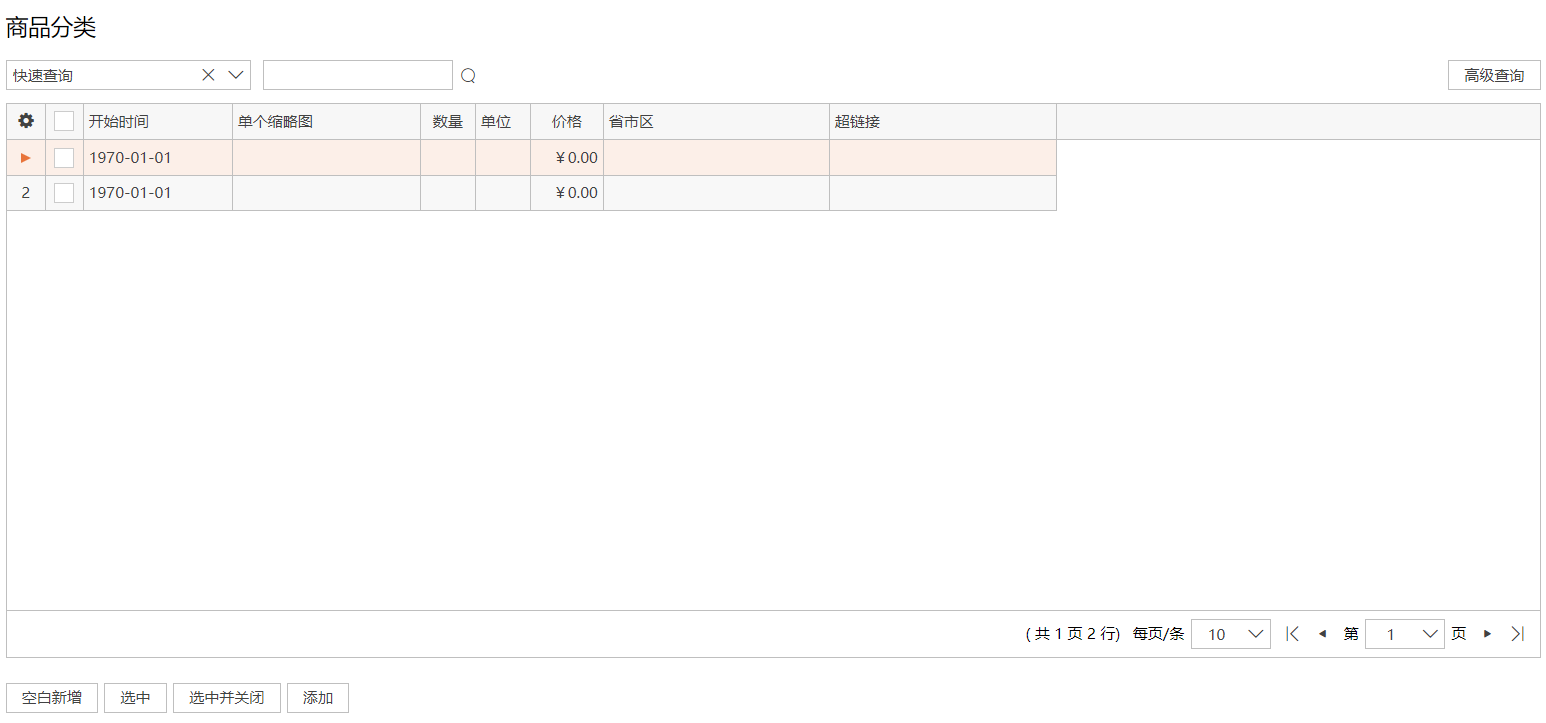 商品分类
快速查询
高级查询
开始时间 单个缩略图 数量 单位 价格 省市区 超链接
1970-01-01 ¥0.00
2 1970-01-01 ¥0.00
( 共 1 页 2 行) 每页/条 10 第 1 页
空白新增 选中 选中并关闭 添加